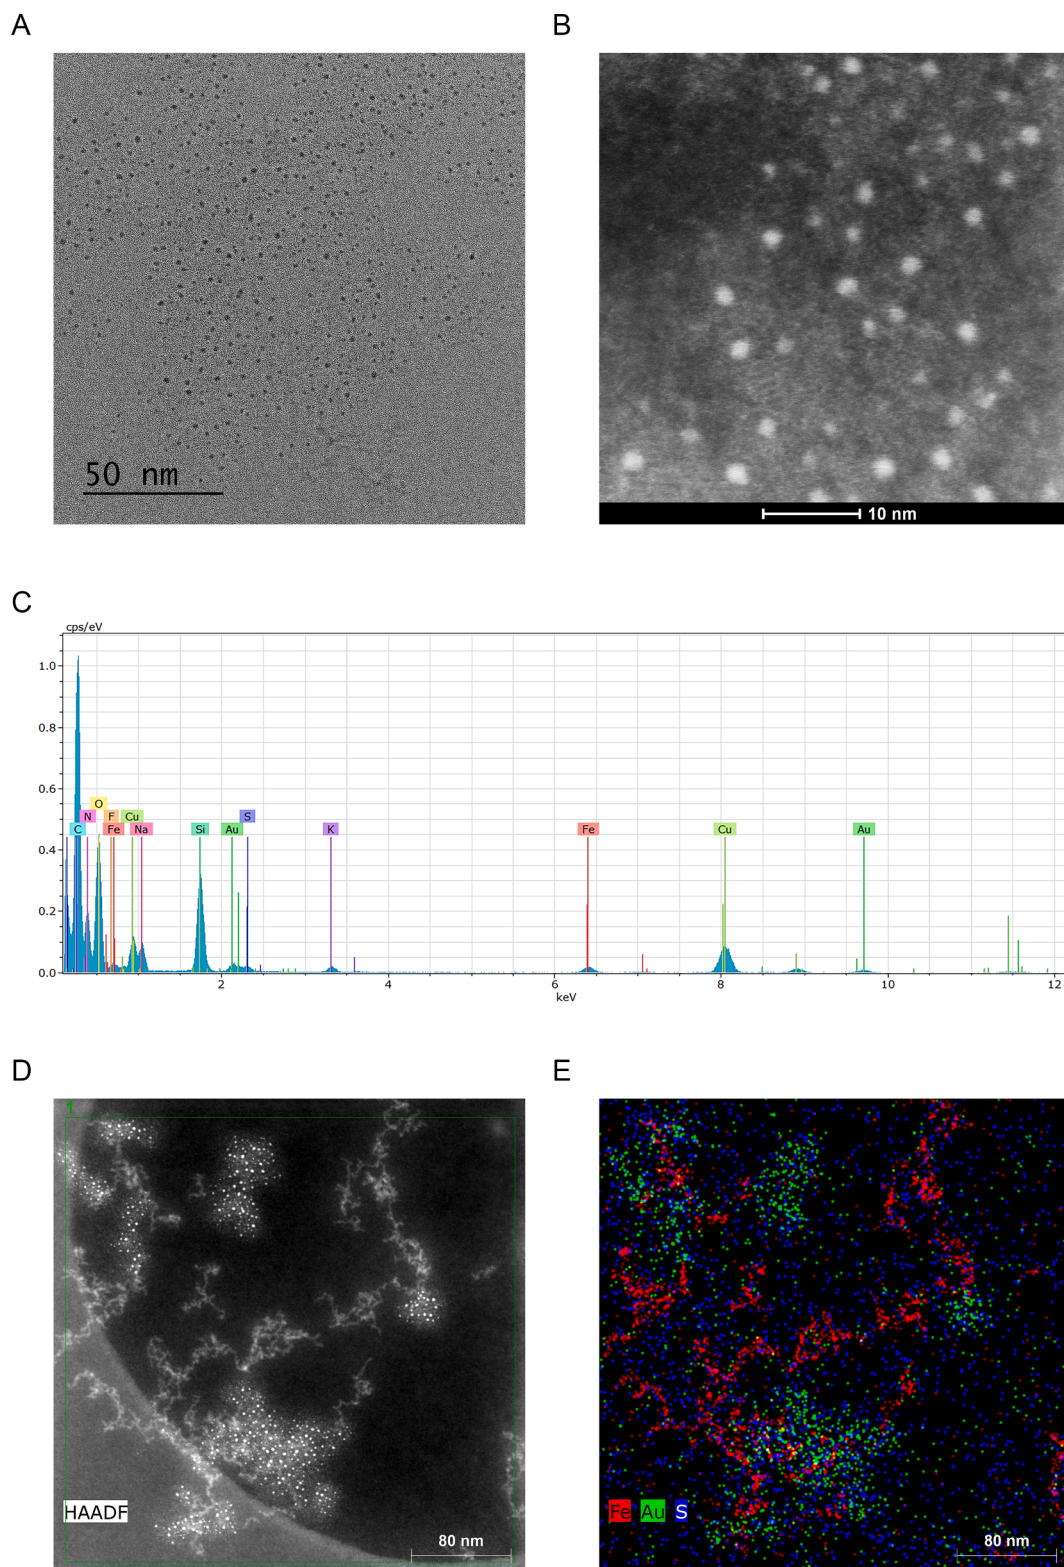 A
B
50 nm
10 nm
C
cps/eV
1.0
0.8
0.6
0.4
0.2
0.0
O
N F Cu S
C Fe Na Si Au K Fe Cu Au
2 4 6 8 10 12
keV
D
E
HAADF
80 nm
Fe Au S
80 nm